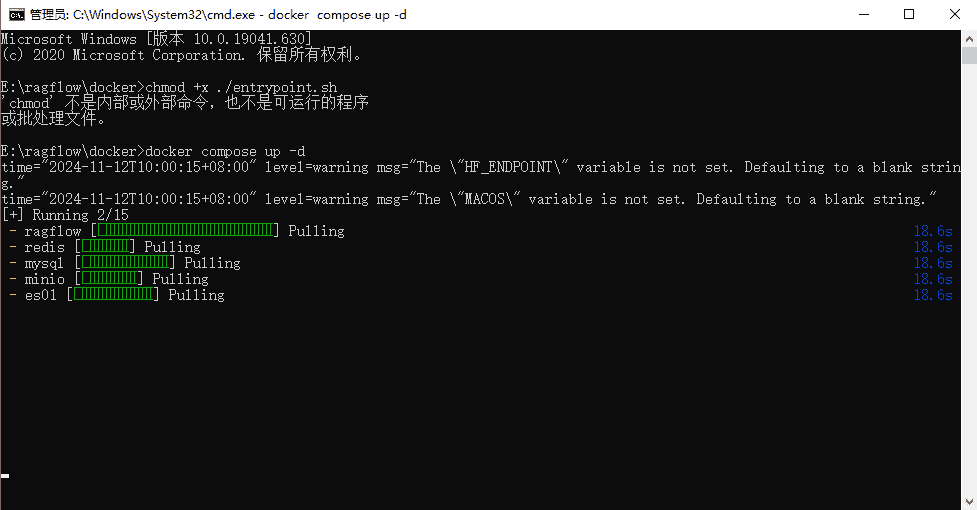 管理员: C:\Windows\System32\cmd.exe - docker  compose up -d
Microsoft Windows [版本 10.0.19041.630]
(c) 2020 Microsoft Corporation. 保留所有权利。
E:\ragflow\docker>chmod +x ./entrypoint.sh
'chmod' 不是内部或外部命令，也不是可运行的程序
或批处理文件。
E:\ragflow\docker>docker compose up -d
time="2024-11-12T10:00:15+08:00" level=warning msg="The \"HF_ENDPOINT\" variable is not set. Defaulting to a blank strin
g."
time="2024-11-12T10:00:15+08:00" level=warning msg="The \"MACOS\" variable is not set. Defaulting to a blank string."
[+] Running 2/15
- ragflow [] Pulling 18.6s
- redis [] Pulling 18.6s
- mysql [] Pulling 18.6s
- minio [] Pulling 18.6s
- es01 [] Pulling 18.6s